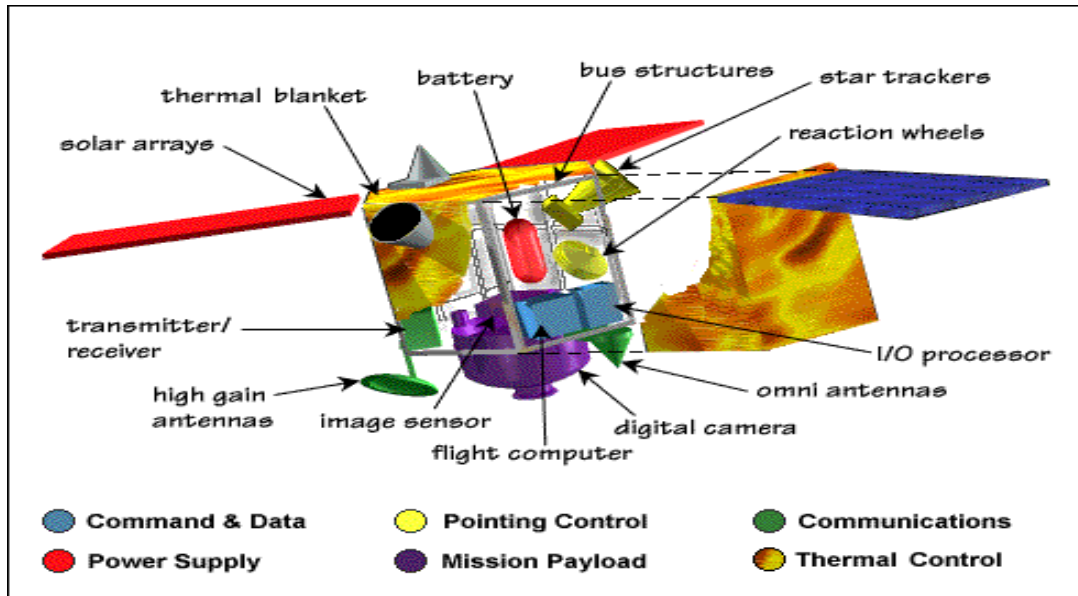 battery
bus structures
star trackers
thermal blanket
solar arrays
reaction wheels
transmitter/
receiver
I/O processor
high gain
antennas
image sensor
omni antennas
digital camera
flight computer
Command & Data
Pointing Control
Communications
Power Supply
Mission Payload
Thermal Control